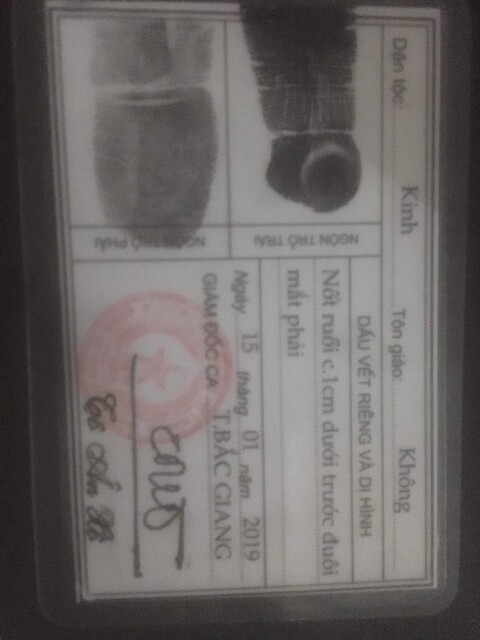 Dân tộc: Kinh Tôn giáo: Không
NGÓN TRỎ TRÁI
DẤU VẾT RIÊNG VÀ DỊ HÌNH
Nốt ruồi c.1cm dưới trước đuôi
mắt phải
NGÓN TRỎ PHẢI
Ngày 15 tháng 01 năm 2019
GIÁM ĐỐC CA T.BẮC GIANG